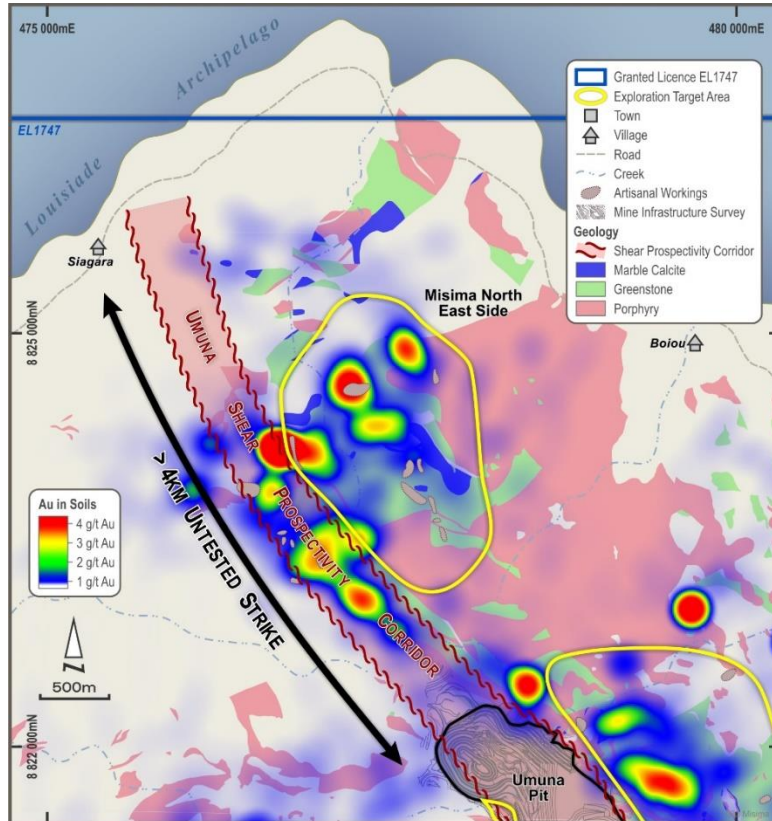 475 000mE
480 000mE
Louisiade Archipelago
EL1747
Granted Licence EL1747
Exploration Target Area
Town
Village
Road
Creek
Artisanal Workings
Mine Infrastructure Survey
Geology
Shear Prospectivity Corridor
Marble Calcite
Greenstone
Porphyry
Siagara
Misima North
East Side
Boiou
8 825 000mN
UMUNA
SHEAR
PROSPECTIVITY
CORRIDOR
> 4KM UNTESTED STRIKE
Au in Soils
4 g/t Au
3 g/t Au
2 g/t Au
1 g/t Au
N
500m
8 822 000mN
Umuna
Pit